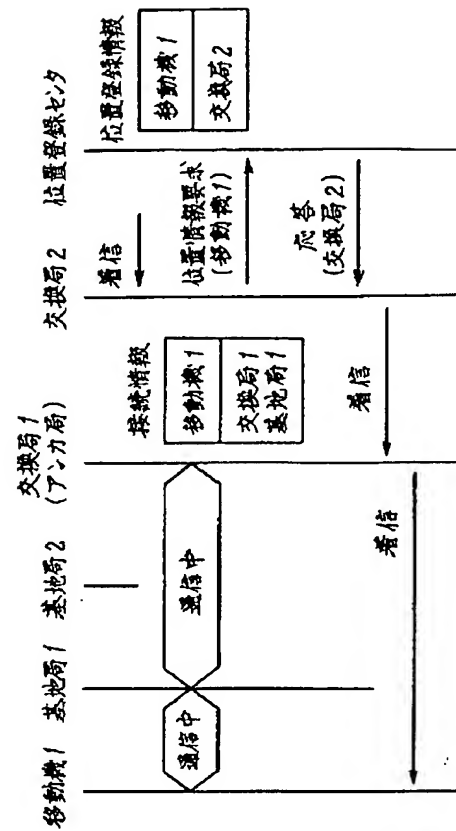 移動機1
基地局1
基地局2
交換局1
(アンカ局)
交換局2
位置登録センタ
着信
位置登録情報
移動機1
交換局2
接続情報
移動機1
交換局1
基地局1
位置情報要求
(移動機1)
通信中
通信中
応答
(交換局2)
着信
着信